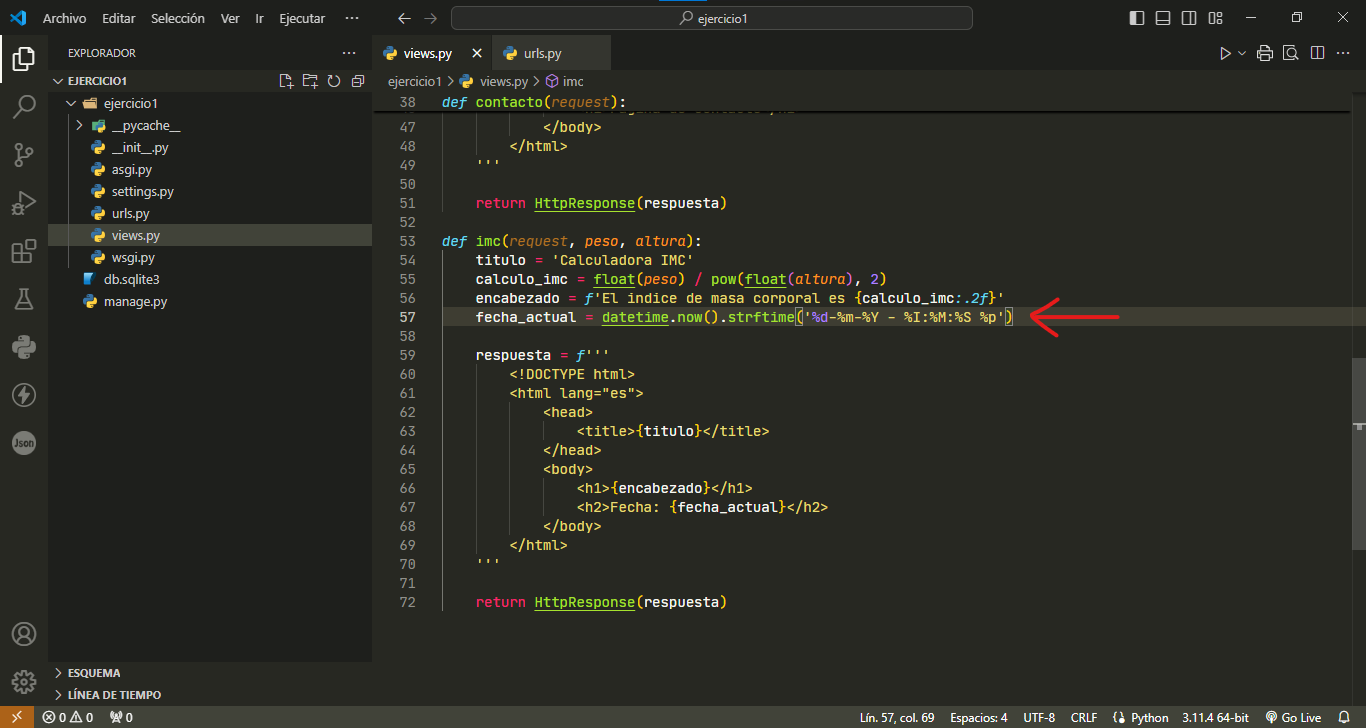 Archivo Editar Selección Ver Ir Ejecutar ··· ejercicio1
EXPLORADOR ···
EJERCICIO1
ejercicio1
__pycache__
__init__.py
asgi.py
settings.py
urls.py
views.py
wsgi.py
db.sqlite3
manage.py
ESQUEMA
LÍNEA DE TIEMPO
Json
views.py urls.py
ejercicio1 > views.py > imc
38 def contacto(request):
47 </body>
48 </html>
49 '''
50
51 return HttpResponse(respuesta)
52
53 def imc(request, peso, altura):
54 titulo = 'Calculadora IMC'
55 calculo_imc = float(peso) / pow(float(altura), 2)
56 encabezado = f'El indice de masa corporal es {calculo_imc:.2f}'
57 fecha_actual = datetime.now().strftime('%d-%m-%Y - %I:%M:%S %p')
58
59 respuesta = f'''
60 <!DOCTYPE html>
61 <html lang="es">
62 <head>
63 <title>{titulo}</title>
64 </head>
65 <body>
66 <h1>{encabezado}</h1>
67 <h2>Fecha: {fecha_actual}</h2>
68 </body>
69 </html>
70 '''
71
72 return HttpResponse(respuesta)
0 0 0 Lín. 57, col. 69 Espacios: 4 UTF-8 CRLF Python 3.11.4 64-bit Go Live